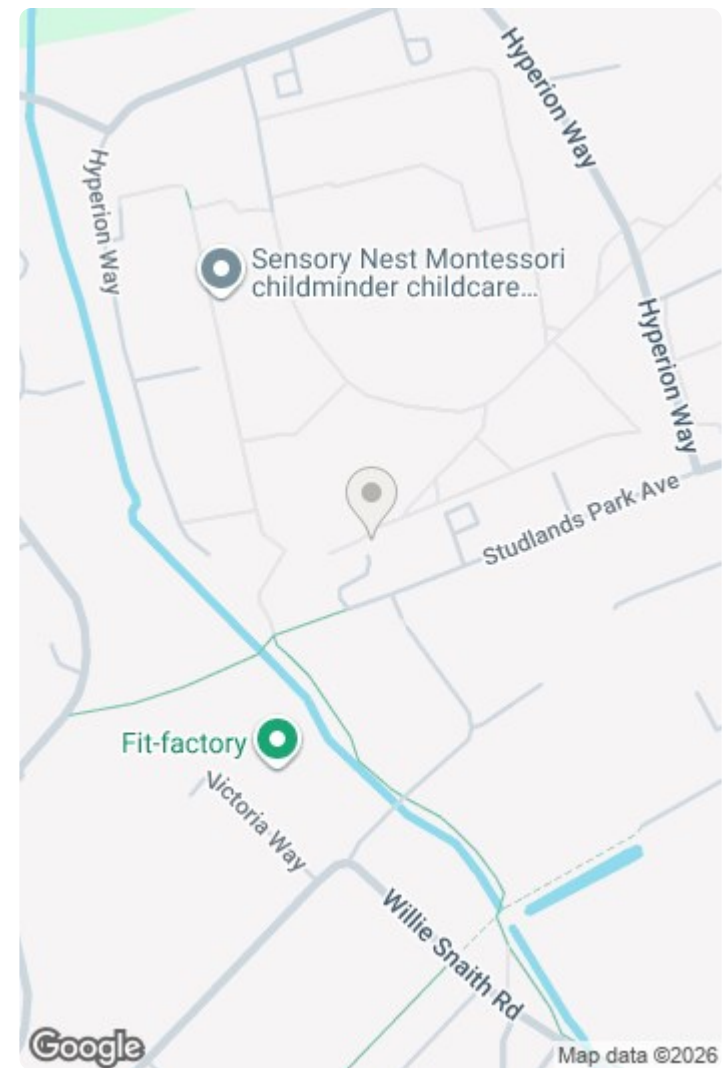 Hyperion Way
Hyperion Way
Sensory Nest Montessori
childminder childcare...
Hyperion Way
Studlands Park Ave
Fit-factory
Victoria Way
Willie Snaith Rd
Google
Map data ©2026